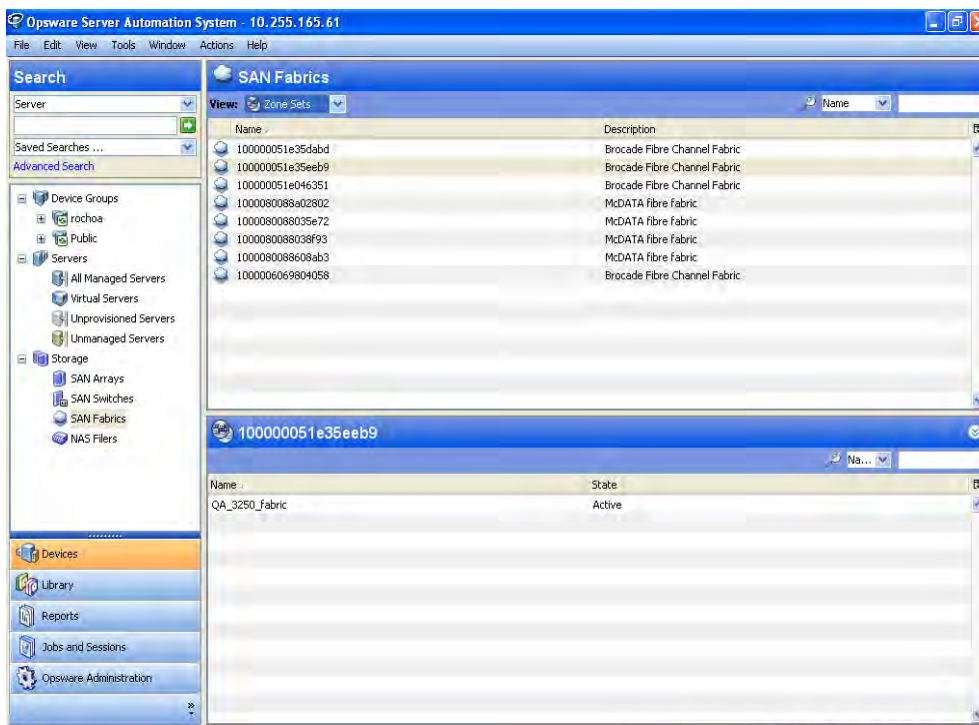 Opsware Server Automation System - 10.255.165.61
File Edit View Tools Window Actions Help
Search
Server
Saved Searches ...
Advanced Search
Device Groups
rochoa
Public
Servers
All Managed Servers
Virtual Servers
Unprovisioned Servers
Unmanaged Servers
Storage
SAN Arrays
SAN Switches
SAN Fabrics
NAS Filers
Devices
Library
Reports
Jobs and Sessions
Opsware Administration
SAN Fabrics
View: Zone Sets Name
Name Description
100000051e35dabd Brocade Fibre Channel Fabric
100000051e35eeb9 Brocade Fibre Channel Fabric
100000051e046351 Brocade Fibre Channel Fabric
1000080088a02802 McDATA fibre fabric
1000080088035e72 McDATA fibre fabric
1000080088038f93 McDATA fibre fabric
1000080088608ab3 McDATA fibre fabric
1000006069804058 Brocade Fibre Channel Fabric
100000051e35eeb9
Na...
Name State
QA_3250_fabric Active